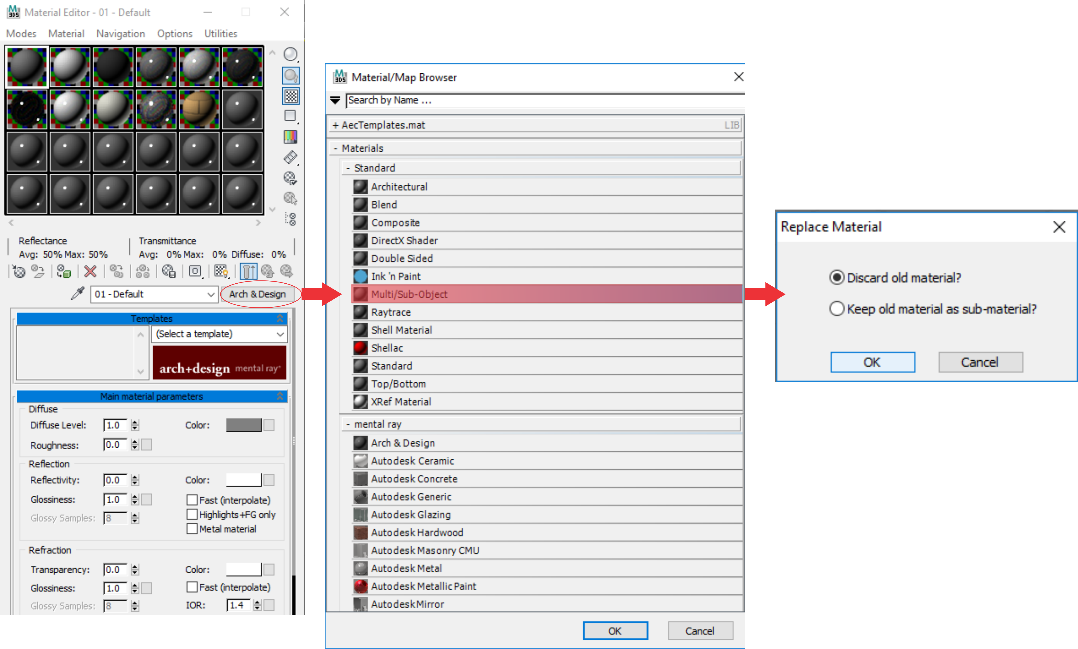 Material Editor - 01 - Default
Modes Material Navigation Options Utilities
Reflectance Transmittance
Avg: 50% Max: 50% Avg: 0% Max: 0% Diffuse: 0%
01 - Default Arch & Design
Templates
(Select a template)
arch+design mental ray
Main material parameters
Diffuse
Diffuse Level: 1.0 Color:
Roughness: 0.0
Reflection
Reflectivity: 0.0 Color:
Glossiness: 1.0 Fast (interpolate)
Glossy Samples: 8 Highlights+FG only
Metal material
Refraction
Transparency: 0.0 Color:
Glossiness: 1.0 Fast (interpolate)
Glossy Samples: 8 IOR: 1.4
Material/Map Browser
Search by Name ...
+ AecTemplates.mat LIB
- Materials
- Standard
Architectural
Blend
Composite
DirectX Shader
Double Sided
Ink 'n Paint
Multi/Sub-Object
Raytrace
Shell Material
Shellac
Standard
Top/Bottom
XRef Material
- mental ray
Arch & Design
Autodesk Ceramic
Autodesk Concrete
Autodesk Generic
Autodesk Glazing
Autodesk Hardwood
Autodesk Masonry CMU
Autodesk Metal
Autodesk Metallic Paint
Autodesk Mirror
OK Cancel
Replace Material
Discard old material?
Keep old material as sub-material?
OK Cancel